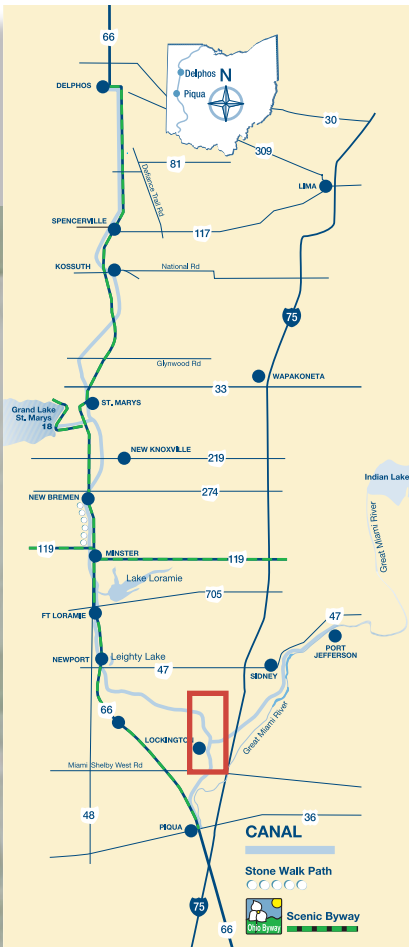 66
DELPHOS
Delphos
N
Piqua
30
309
81
LIMA
Defiance Trail Rd
SPENCERVILLE
117
KOSSUTH
National Rd
75
Glynwood Rd
WAPAKONETA
33
ST. MARYS
Grand Lake
St. Marys
18
NEW KNOXVILLE
219
Indian Lake
274
NEW BREMEN
Great Miami River
119
MINSTER
119
Lake Loramie
705
FT LORAMIE
47
PORT
JEFFERSON
NEWPORT
Leighty Lake
47
SIDNEY
66
Great Miami River
LOCKINGTON
Miami Shelby West Rd
48
36
PIQUA
CANAL
Stone Walk Path
75
Ohio Byway
Scenic Byway
66